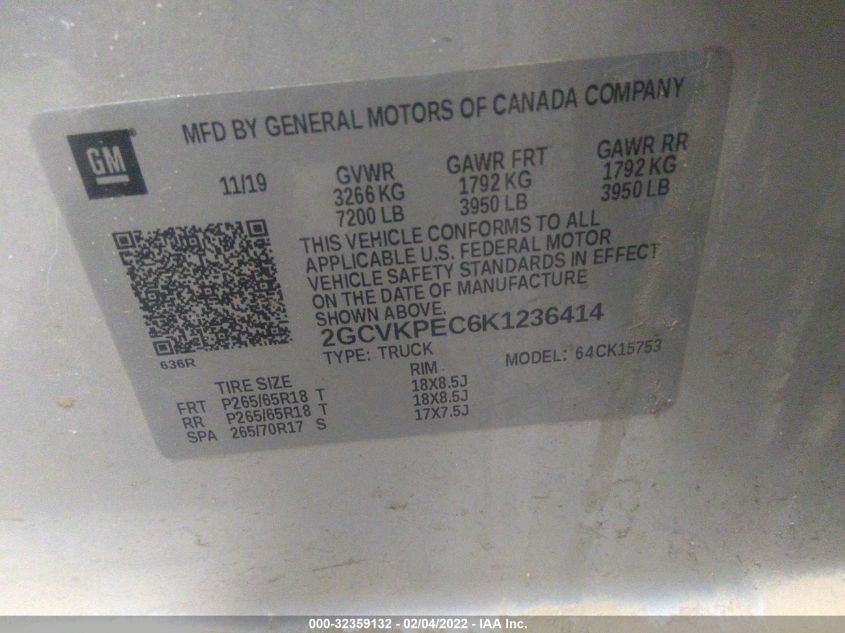 MFD BY GENERAL MOTORS OF CANADA COMPANY
GM®
11/19
GVWR
3266 KG
7200 LB
GAWR FRT
1792 KG
3950 LB
GAWR RR
1792 KG
3950 LB
THIS VEHICLE CONFORMS TO ALL
APPLICABLE U.S. FEDERAL MOTOR
VEHICLE SAFETY STANDARDS IN EFFECT
ON THE DATE OF MANUFACTURE
SHOWN ABOVE.
2GCVKPEC6K1236414
TYPE: TRUCK
MODEL: 64CK15753
636R
TIRE SIZE RIM
FRT P265/65R18 T 18X8.5J
RR P265/65R18 T 18X8.5J
SPA 265/70R17 S 17X7.5J
000-32359132 - 02/04/2022 - IAA Inc.